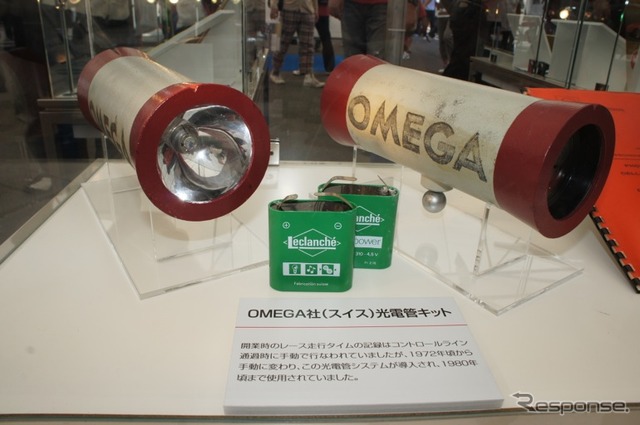 OMEGA
OMEGA
Leclanché
Leclanché
power
4,5 V
OMEGA社(スイス)光電管キット
開業時のレース走行タイムの記録はコントロールライン
通過時に手動で行なわれていましたが、1972年頃から
手動に変わり、この光電管システムが導入され、1980年
頃まで使用されていました。
Response.